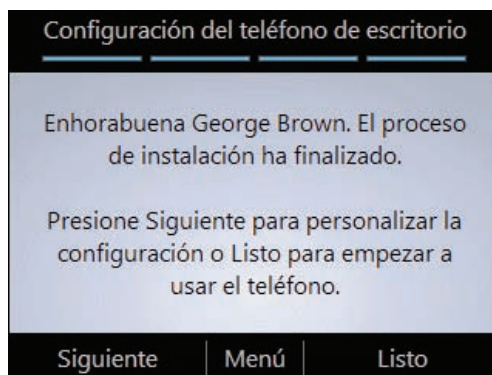 Configuración del teléfono de escritorio
Enhorabuena George Brown. El proceso
de instalación ha finalizado.
Presione Siguiente para personalizar la
configuración o Listo para empezar a
usar el teléfono.
Siguiente Menú Listo